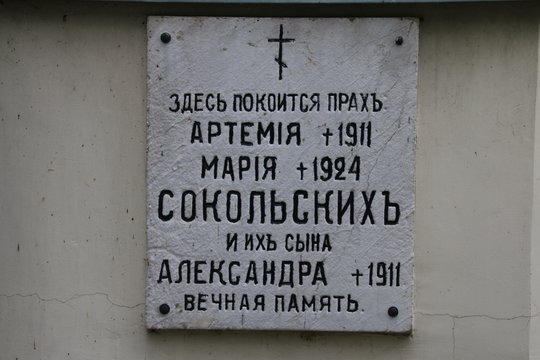 ЗДЕСЬ ПОКОИТСЯ ПРАХЪ
АРТЕМІЯ +1911
МАРІЯ +1924
СОКОЛЬСКИХЪ
И ИХЪ СЫНА
АЛЕКСАНДРА +1911
ВЕЧНАЯ ПАМЯТЬ.